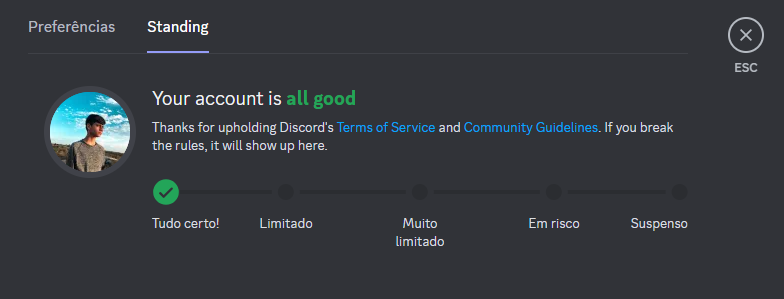 Preferências
Standing
ESC
Your account is all good
Thanks for upholding Discord's Terms of Service and Community Guidelines. If you break
the rules, it will show up here.
Tudo certo!
Limitado
Muito
limitado
Em risco
Suspenso